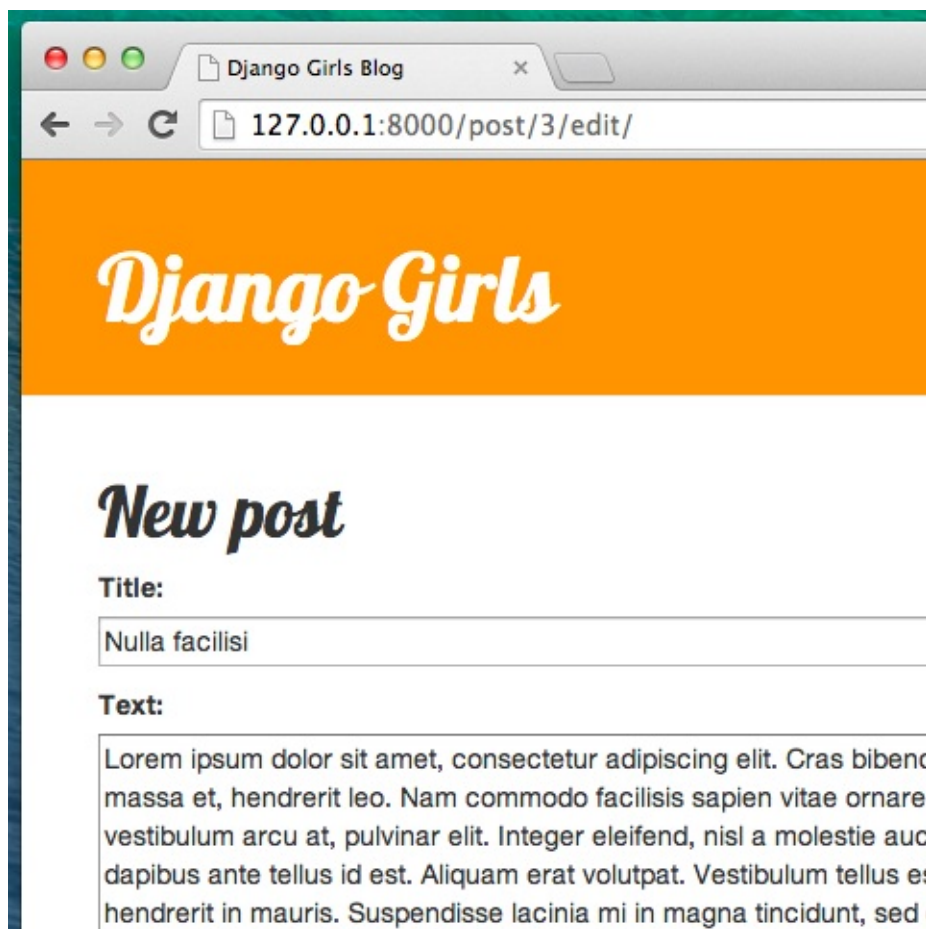 Django Girls Blog
127.0.0.1:8000/post/3/edit/
Django Girls
New post
Title:
Nulla facilisi
Text:
Lorem ipsum dolor sit amet, consectetur adipiscing elit. Cras
massa et, hendrerit leo. Nam commodo facilisis sapien vitae ornare
vestibulum arcu at, pulvinar elit. Integer eleifend, nisl a molestie
dapibus ante tellus id est. Aliquam erat volutpat. Vestibulum tellus
hendrerit in mauris. Suspendisse lacinia mi in magna tincidunt, sed